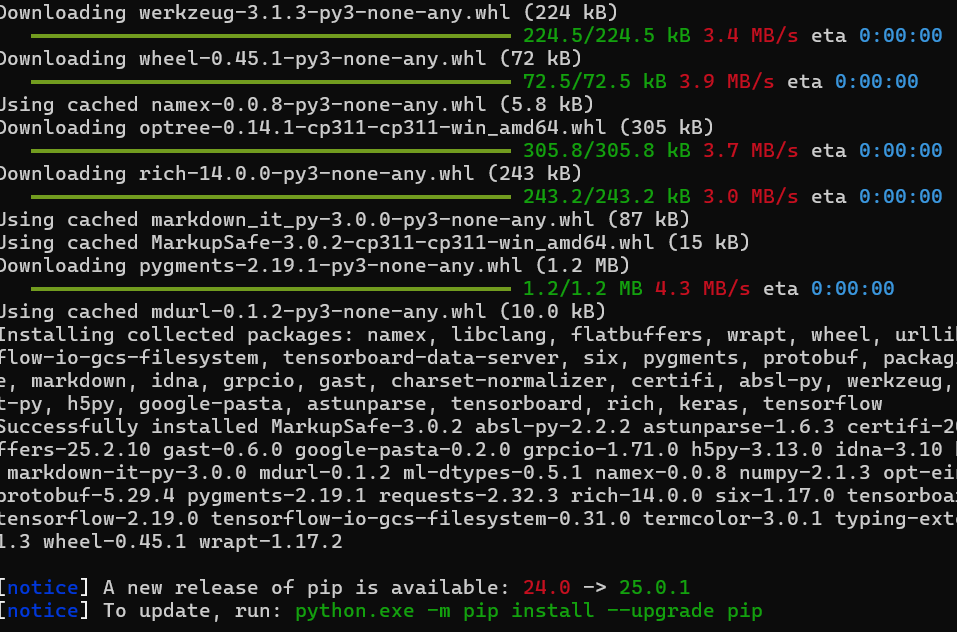 Downloading werkzeug-3.1.3-py3-none-any.whl (224 kB)
224.5/224.5 kB 3.4 MB/s eta 0:00:00
Downloading wheel-0.45.1-py3-none-any.whl (72 kB)
72.5/72.5 kB 3.9 MB/s eta 0:00:00
Using cached namex-0.0.8-py3-none-any.whl (5.8 kB)
Downloading optree-0.14.1-cp311-cp311-win_amd64.whl (305 kB)
305.8/305.8 kB 3.7 MB/s eta 0:00:00
Downloading rich-14.0.0-py3-none-any.whl (243 kB)
243.2/243.2 kB 3.0 MB/s eta 0:00:00
Using cached markdown_it_py-3.0.0-py3-none-any.whl (87 kB)
Using cached MarkupSafe-3.0.2-cp311-cp311-win_amd64.whl (15 kB)
Downloading pygments-2.19.1-py3-none-any.whl (1.2 MB)
1.2/1.2 MB 4.3 MB/s eta 0:00:00
Using cached mdurl-0.1.2-py3-none-any.whl (10.0 kB)
Installing collected packages: namex, libclang, flatbuffers, wrapt, wheel, urllib
flow-io-gcs-filesystem, tensorboard-data-server, six, pygments, protobuf, packag
e, markdown, idna, grpcio, gast, charset-normalizer, certifi, absl-py, werkzeug,
t-py, h5py, google-pasta, astunparse, tensorboard, rich, keras, tensorflow
Successfully installed MarkupSafe-3.0.2 absl-py-2.2.2 astunparse-1.6.3 certifi-20
ffers-25.2.10 gast-0.6.0 google-pasta-0.2.0 grpcio-1.71.0 h5py-3.13.0 idna-3.10
markdown-it-py-3.0.0 mdurl-0.1.2 ml-dtypes-0.5.1 namex-0.0.8 numpy-2.1.3 opt-ein
protobuf-5.29.4 pygments-2.19.1 requests-2.32.3 rich-14.0.0 six-1.17.0 tensorboa
tensorflow-2.19.0 tensorflow-io-gcs-filesystem-0.31.0 termcolor-3.0.1 typing-exte
1.3 wheel-0.45.1 wrapt-1.17.2
[notice] A new release of pip is available: 24.0 -> 25.0.1
[notice] To update, run: python.exe -m pip install --upgrade pip